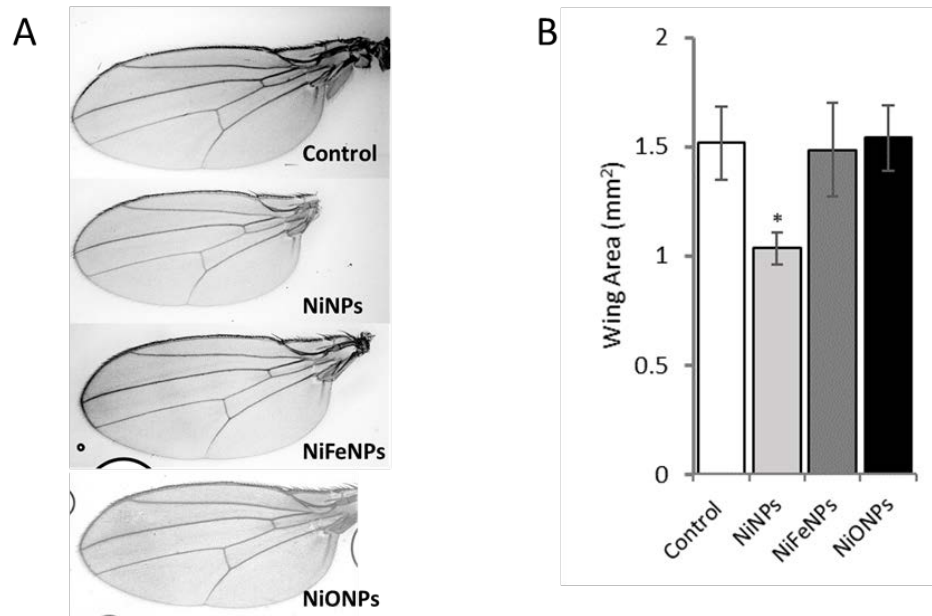 A
Control
NiNPs
NiFeNPs
NiONPs
B
Wing Area (mm²)
2
1.5
1
0.5
0
*
Control
NiNPs
NiFeNPs
NiONPs